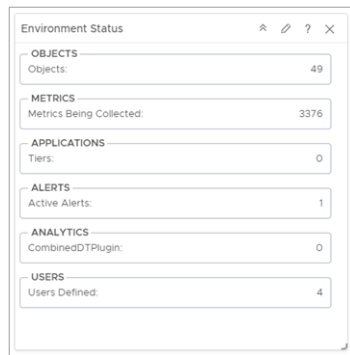 Environment Status
OBJECTS
Objects: 49
METRICS
Metrics Being Collected: 3376
APPLICATIONS
Tiers: 0
ALERTS
Active Alerts: 1
ANALYTICS
CombinedDTPlugin: 0
USERS
Users Defined: 4